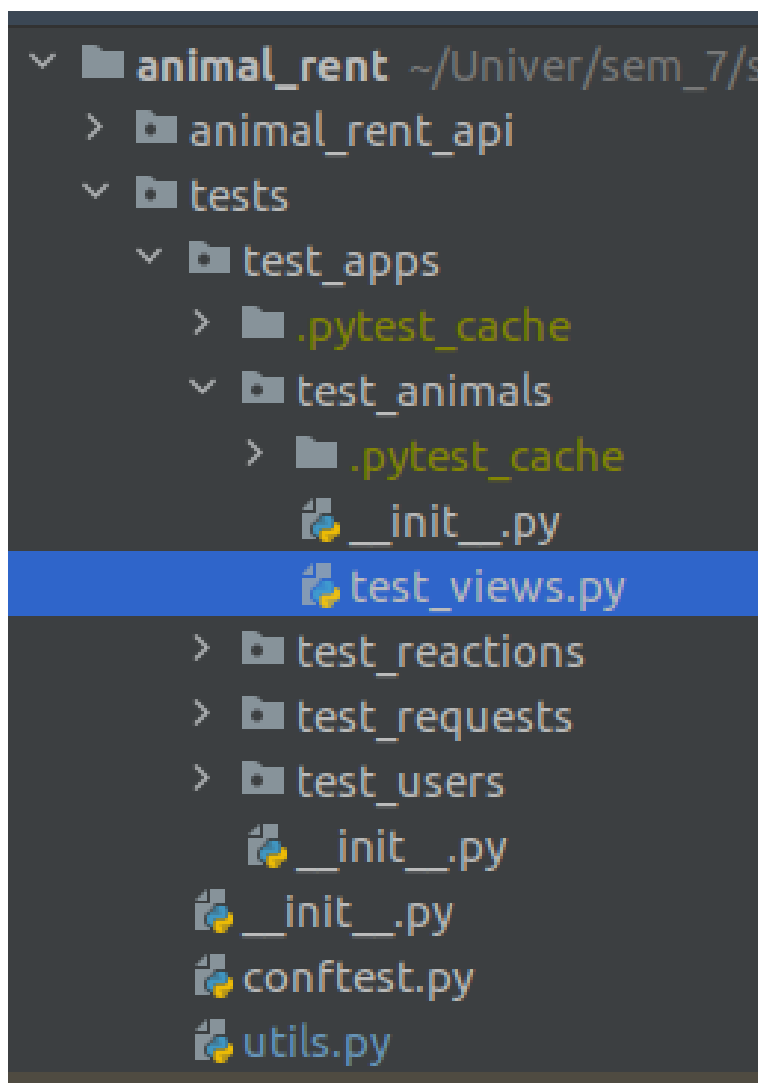 animal_rent ~/Univer/sem_7/s
animal_rent_api
tests
test_apps
.pytest_cache
test_animals
.pytest_cache
__init__.py
test_views.py
test_reactions
test_requests
test_users
__init__.py
__init__.py
conftest.py
utils.py